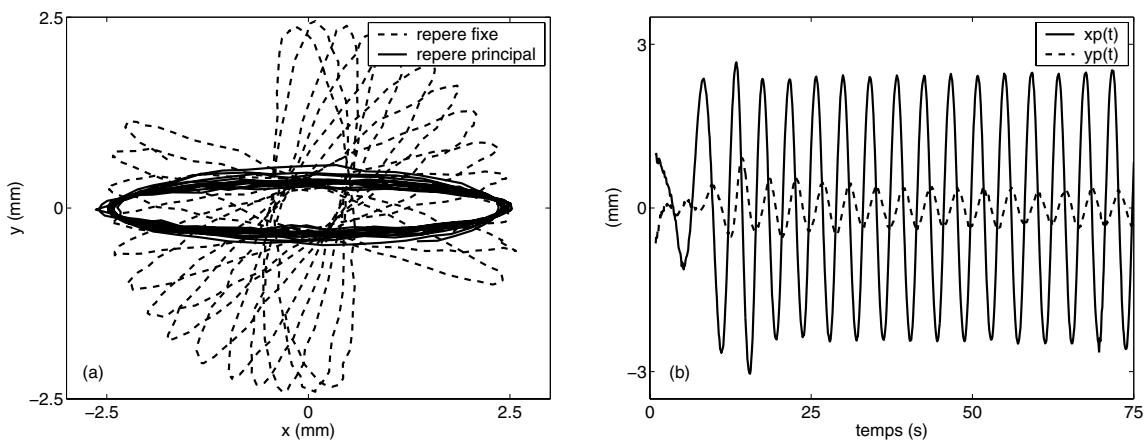 2.5
0
−2.5
y (mm)
−2.5
0
2.5
x (mm)
repere fixe
repere principal
(a)
3
0
−3
(mm)
0
25
50
75
temps (s)
xp(t)
yp(t)
(b)